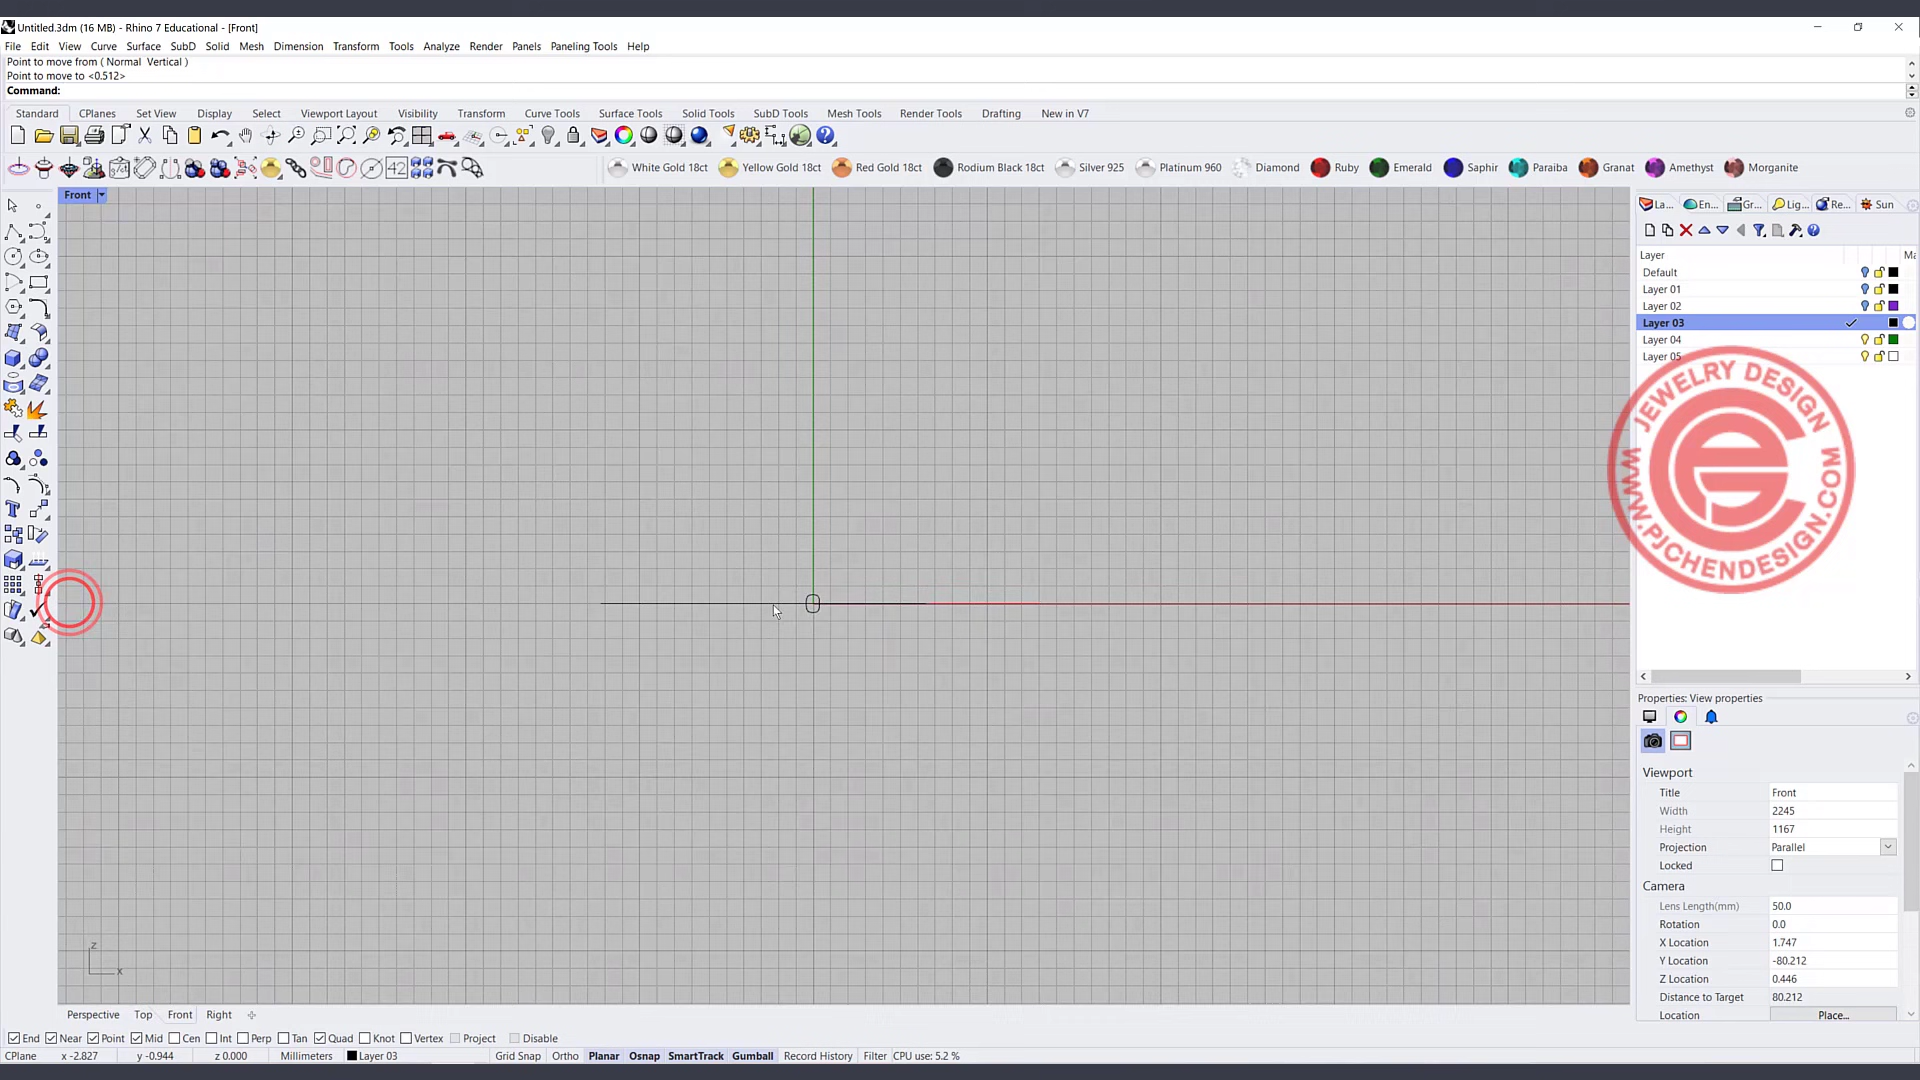 Untitled.3dm (16 MB) - Rhino 7 Educational - [Front]
File Edit View Curve Surface SubD Solid Mesh Dimension Transform Tools Analyze Render Panels Paneling Tools Help
Point to move from ( Normal Vertical )
Point to move to <0.512>
Command:
Standard CPlanes Set View Display Select Viewport Layout Visibility Transform Curve Tools Surface Tools Solid Tools SubD Tools Mesh Tools Render Tools Drafting New in V7
42 White Gold 18ct Yellow Gold 18ct Red Gold 18ct Rodium Black 18ct Silver 925 Platinum 960 Diamond Ruby Emerald Saphir Paraiba Granat Amethyst Morganite
Front
La... En... Gr... Lig... Re... Sun
Layer Ma
Default
Layer 01
Layer 02
Layer 03
Layer 04
Layer 05
JEWELRY DESIGN
WWW.PJCHENDESIGN.COM
Properties: View properties
Viewport
Title Front
Width 2245
Height 1167
Projection Parallel
Locked
Camera
Lens Length(mm) 50.0
Rotation 0.0
X Location 1.747
Y Location -80.212
Z Location 0.446
Distance to Target 80.212
Location Place...
z
x
Perspective Top Front Right
End Near Point Mid Cen Int Perp Tan Quad Knot Vertex Project Disable
CPlane x -2.827 y -0.944 z 0.000 Millimeters Layer 03 Grid Snap Ortho Planar Osnap SmartTrack Gumball Record History Filter CPU use: 5.2 %